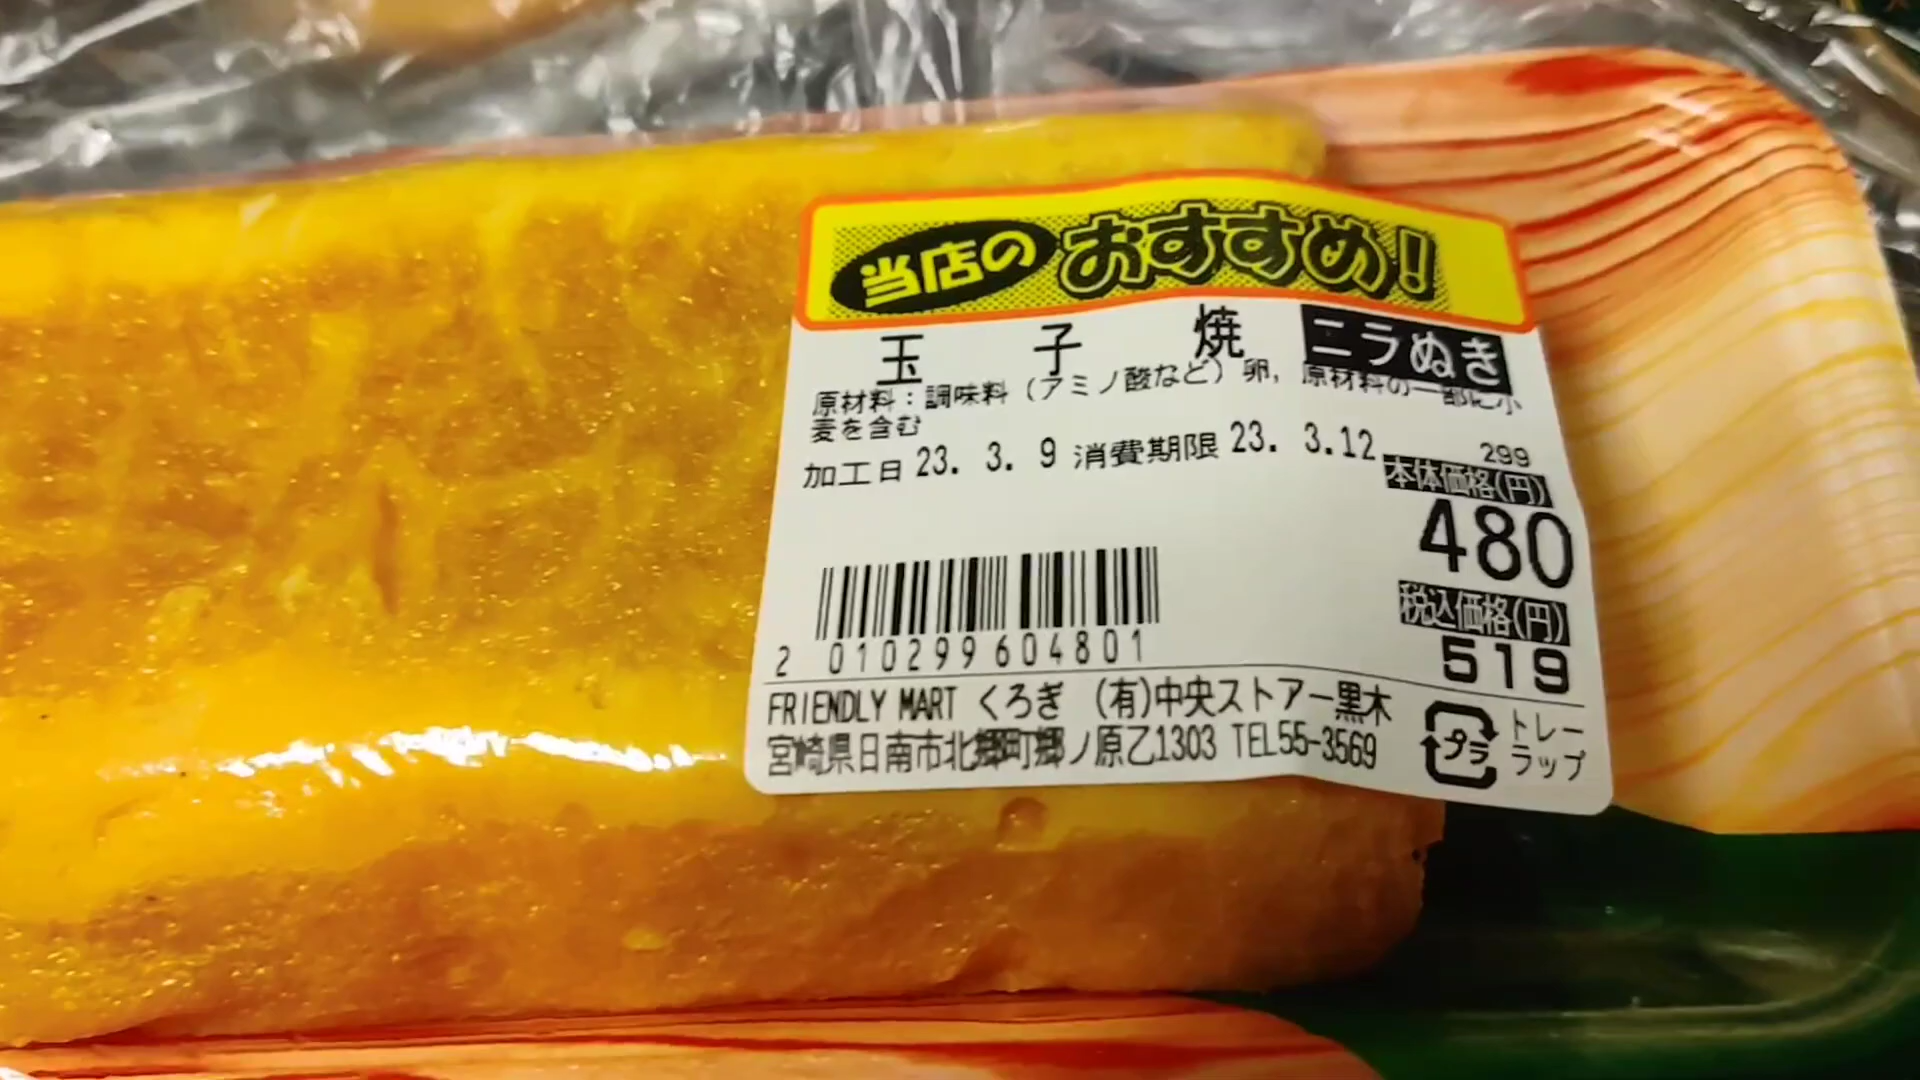 当店のおすすめ!
玉子焼 ニラぬき
原材料:調味料(アミノ酸など)卵,原材料の一部に小
麦を含む
加工日 23. 3. 9 消費期限 23. 3.12
299
本体価格(円)
480
税込価格(円)
519
2 010299 604801
FRIENDLY MART くろぎ (有)中央ストアー黒木
宮崎県日南市北郷町郷ノ原乙1303 TEL55-3569
プラ
トレー
ラップ